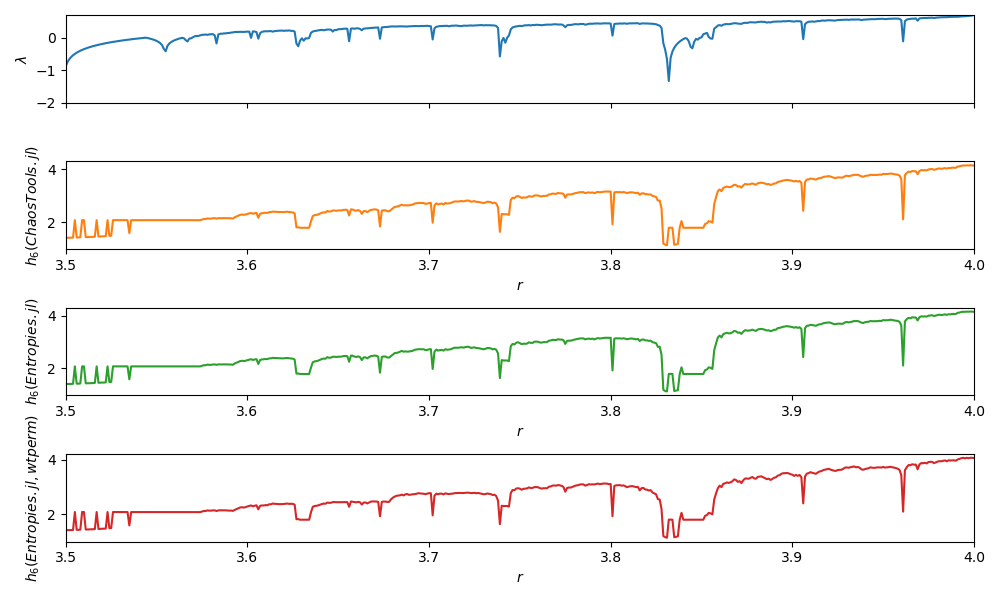 0
−1
−2
λ
4
2
h₆(ChaosTools.jl)
3.5 3.6 3.7 3.8 3.9 4.0
r
4
2
h₆(Entropies.jl)
3.5 3.6 3.7 3.8 3.9 4.0
r
4
2
h₆(Entropies.jl, wtperm)
3.5 3.6 3.7 3.8 3.9 4.0
r